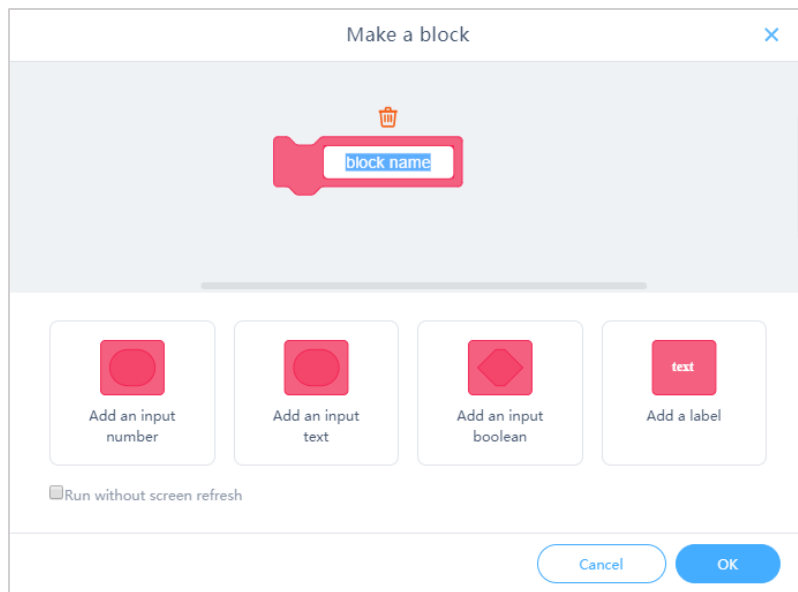 Make a block
block name
Add an input
number
Add an input
text
Add an input
boolean
text
Add a label
Run without screen refresh
Cancel
OK